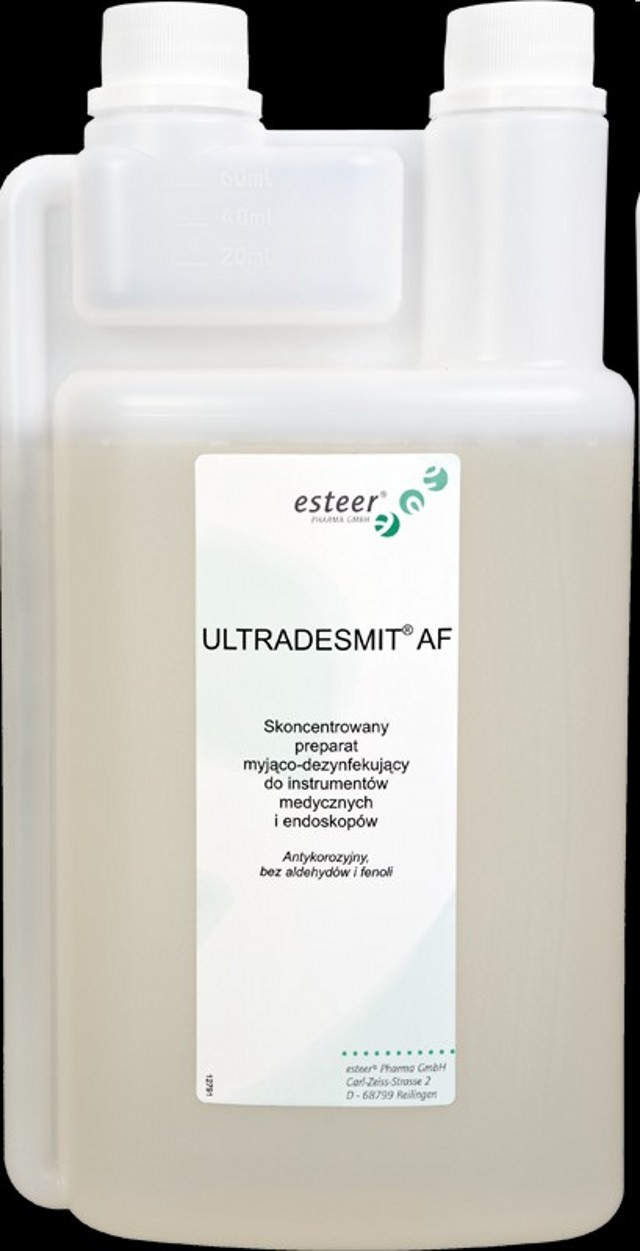 60mL
40mL
20mL
esteer®
PHARMA GMBH
ULTRADESMIT® AF
Skoncentrowany
preparat
myjąco-dezynfekujący
do instrumentów
medycznych
i endoskopów
Antykorozyjny,
bez aldehydów i fenoli
esteer® Pharma GmbH
Carl-Zeiss-Strasse 2
D - 68799 Reilingen
12791